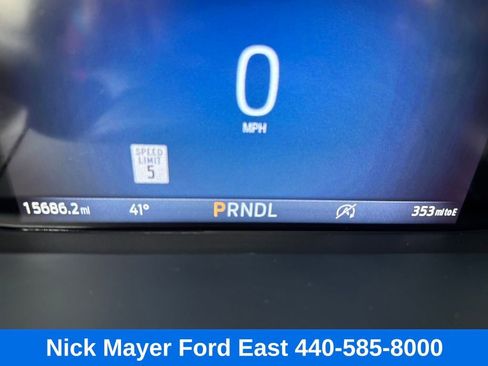 0
MPH
SPEED
LIMIT
5
15686.2 mi 41° PRNDL 353 mi to E
Nick Mayer Ford East 440-585-8000